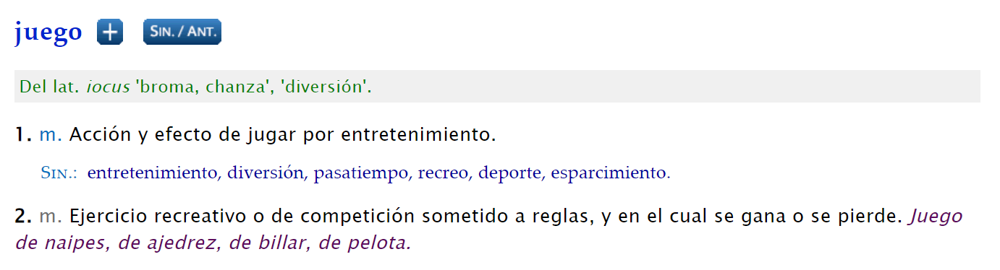 juego + SIN. / ANT.
Del lat. iocus 'broma, chanza', 'diversión'.
1. m. Acción y efecto de jugar por entretenimiento.
SIN.: entretenimiento, diversión, pasatiempo, recreo, deporte, esparcimiento.
2. m. Ejercicio recreativo o de competición sometido a reglas, y en el cual se gana o se pierde. Juego
de naipes, de ajedrez, de billar, de pelota.